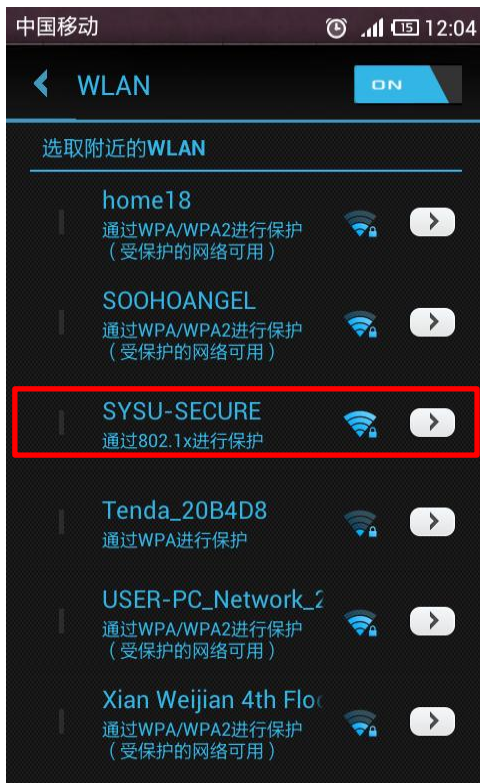 中国移动 15 12:04
WLAN ON
选取附近的WLAN
home18
通过WPA/WPA2进行保护
（受保护的网络可用）
SOOHOANGEL
通过WPA/WPA2进行保护
（受保护的网络可用）
SYSU-SECURE
通过802.1x进行保护
Tenda_20B4D8
通过WPA进行保护
USER-PC_Network_2
通过WPA/WPA2进行保护
（受保护的网络可用）
Xian Weijian 4th Floo
通过WPA/WPA2进行保护
（受保护的网络可用）